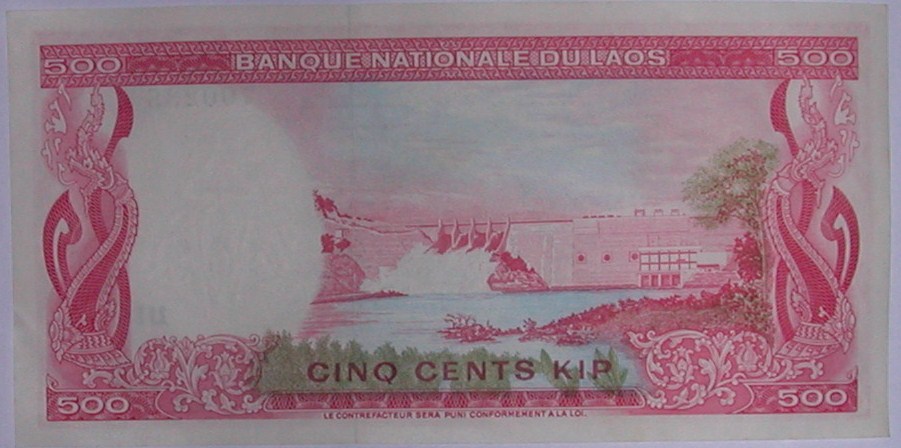 500 BANQUE NATIONALE DU LAOS 500
CINQ CENTS KIP
500 500
LE CONTREFACTEUR SERA PUNI CONFORMEMENT A LA LOI.